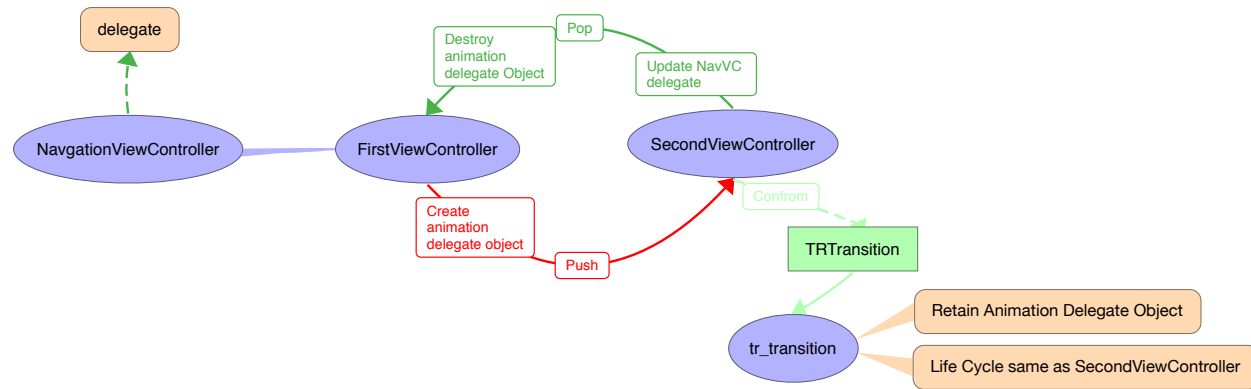 delegate
Pop
Destroy
animation
delegate Object
Update NavVC
delegate
NavgationViewController
FirstViewController
SecondViewController
Confrom
Create
animation
delegate object
Push
TRTransition
tr_transition
Retain Animation Delegate Object
Life Cycle same as SecondViewController